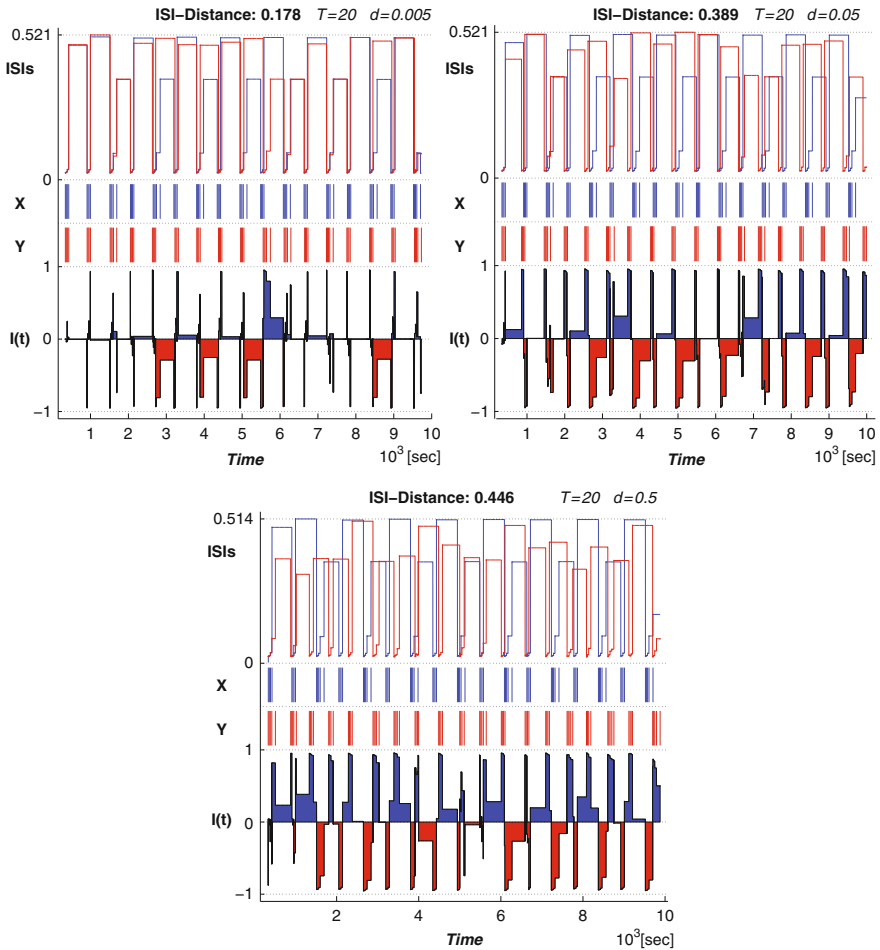 ISI−Distance: 0.178 T=20 d=0.005
0.521
ISIs
0
X
Y
1
I(t)
0
−1
1 2 3 4 5 6 7 8 9 10
Time 10³ [sec]
ISI−Distance: 0.389 T=20 d=0.05
0.521
ISIs
0
X
Y
1
I(t)
0
−1
1 2 3 4 5 6 7 8 9 10
Time 10³ [sec]
ISI−Distance: 0.446 T=20 d=0.5
0.514
ISIs
0
X
Y
1
I(t)
0
−1
2 4 6 8 10
Time 10³[sec]